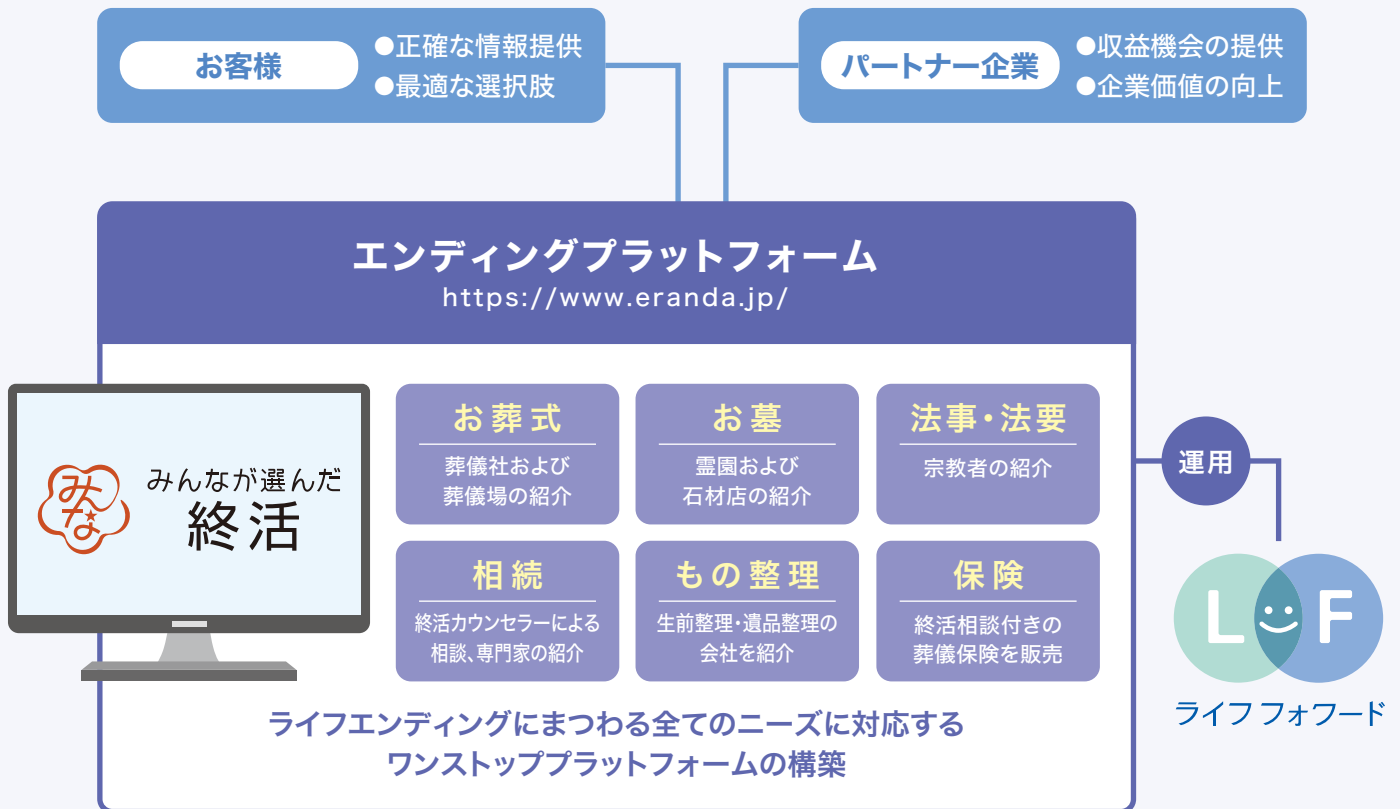 お客様
●正確な情報提供
●最適な選択肢
パートナー企業
●収益機会の提供
●企業価値の向上
エンディングプラットフォーム
https://www.eranda.jp/
みな
みんなが選んだ
終活
お葬式
葬儀社および
葬儀場の紹介
お墓
霊園および
石材店の紹介
法事・法要
宗教者の紹介
相続
終活カウンセラーによる
相談、専門家の紹介
もの整理
生前整理・遺品整理の
会社を紹介
保険
終活相談付きの
葬儀保険を販売
運用
L F
ライフ フォワード
ライフエンディングにまつわる全てのニーズに対応する
ワンストッププラットフォームの構築